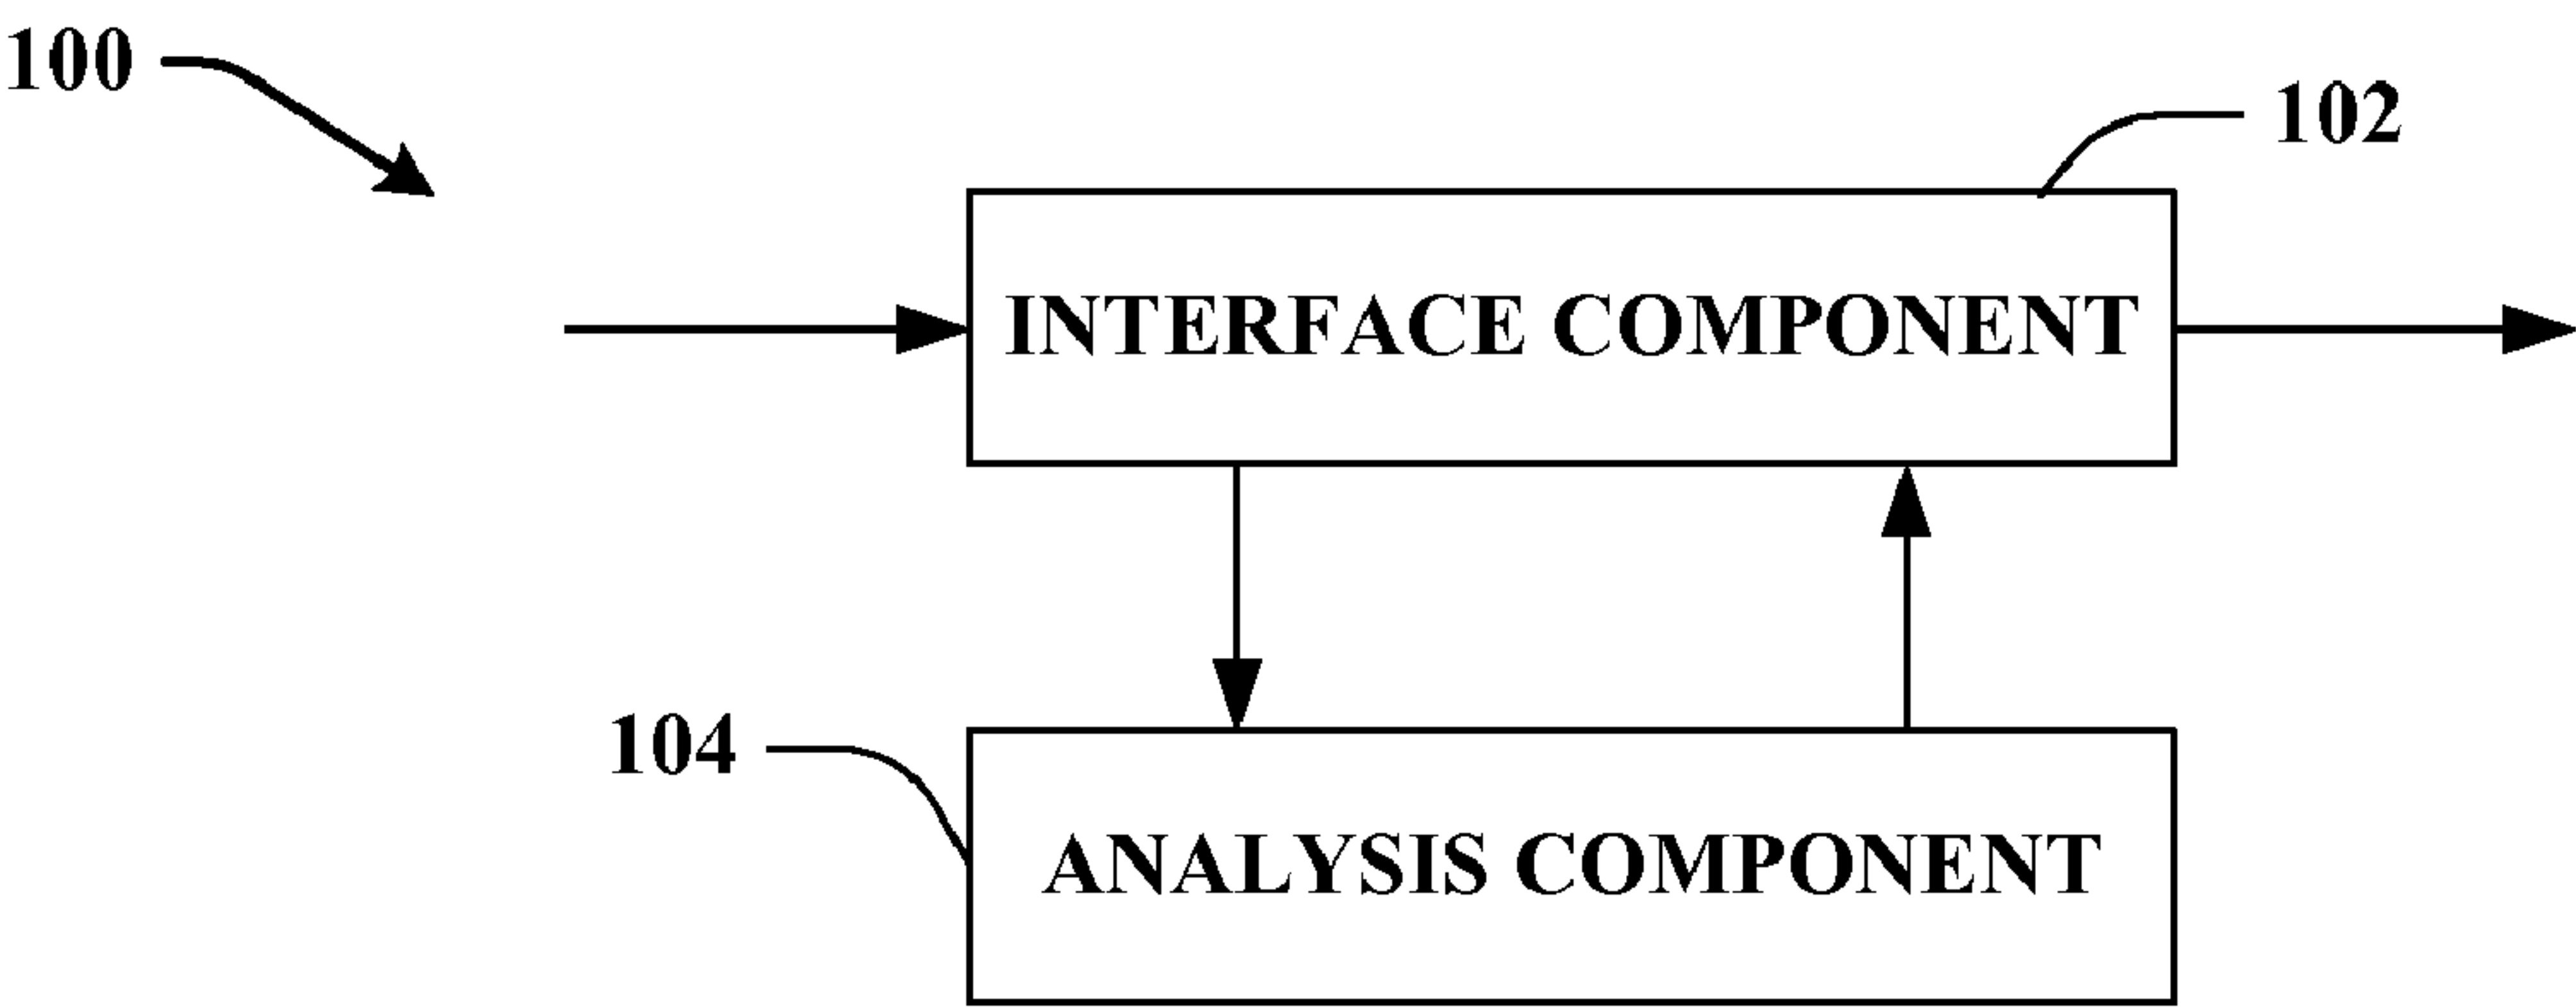 100
102
INTERFACE COMPONENT
104
ANALYSIS COMPONENT